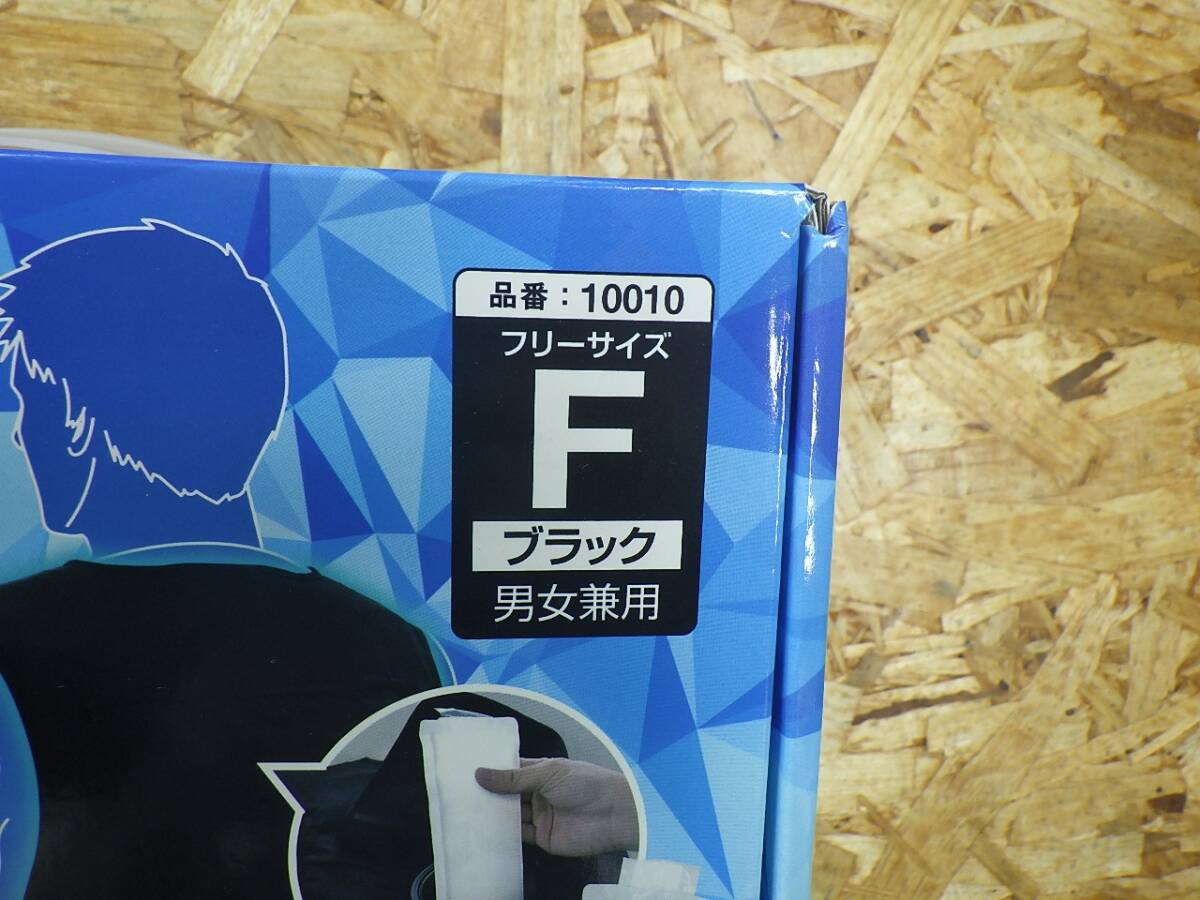 品番：10010
フリーサイズ
F
ブラック
男女兼用